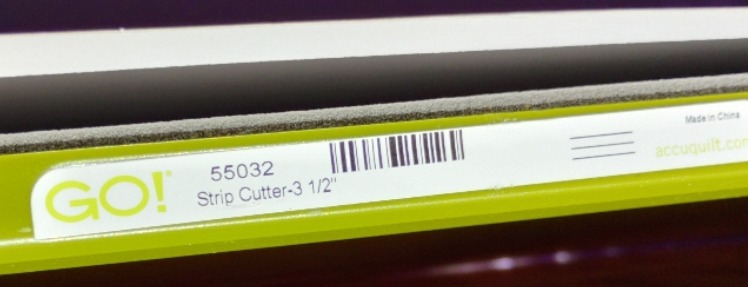 GO!®
55032
Strip Cutter-3 1/2"
Made in China
accuquilt.com